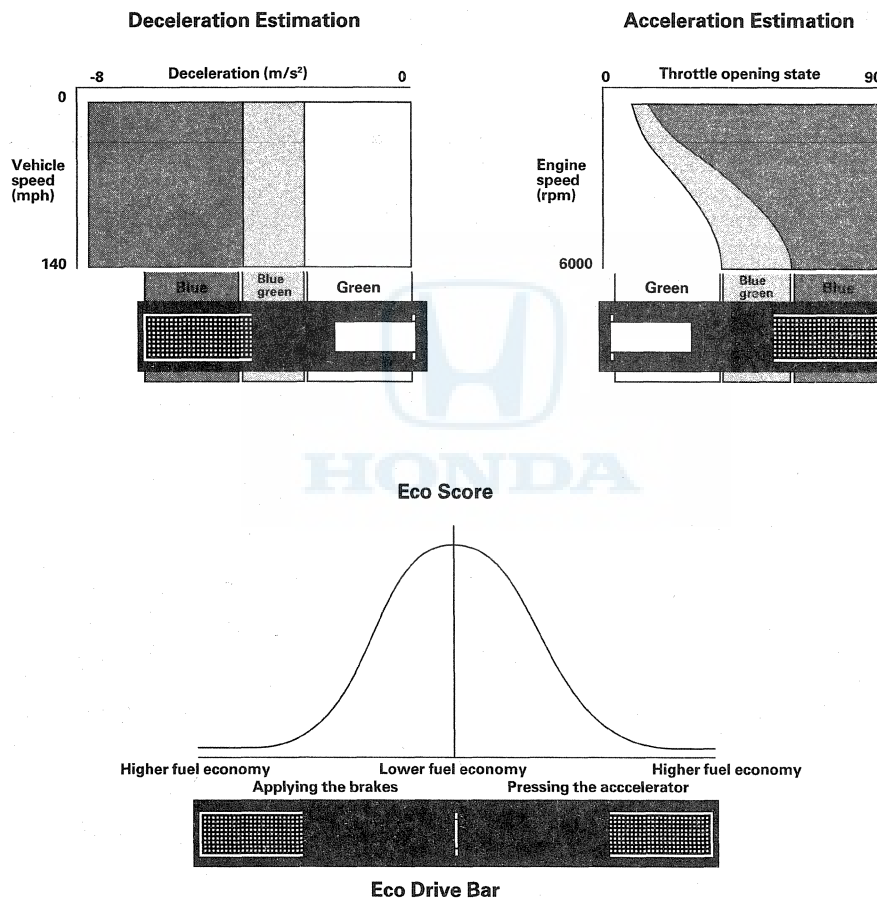 Deceleration Estimation
-8 Deceleration (m/s²) 0
0
Vehicle
speed
(mph)
140
Blue
Blue
green
Green
Acceleration Estimation
0 Throttle opening state 90
Engine
speed
(rpm)
6000
Green
Blue
green
Blue
HONDA
Eco Score
Higher fuel economy Lower fuel economy Higher fuel economy
Applying the brakes Pressing the acccelerator
Eco Drive Bar